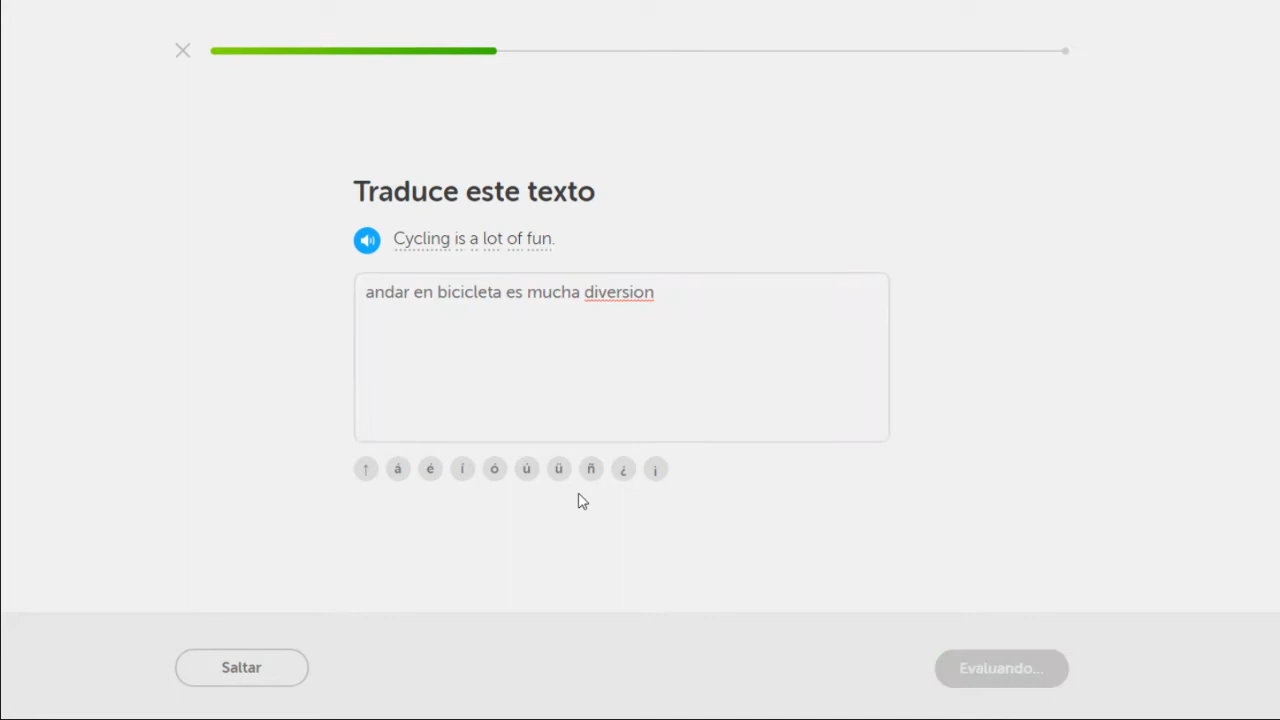 Traduce este texto
Cycling is a lot of fun.
andar en bicicleta es mucha diversion
↑ á é í ó ú ü ñ ¿ ¡
Saltar
Evaluando...